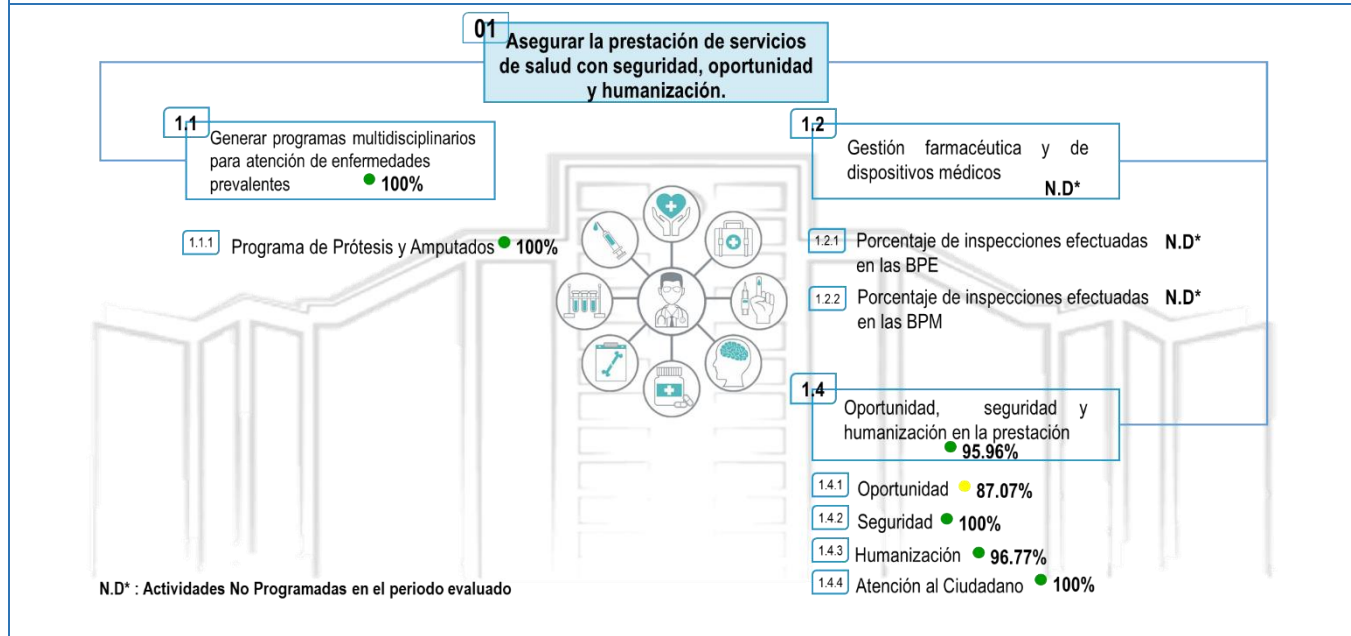 01
Asegurar la prestación de servicios
de salud con seguridad, oportunidad
y humanización.
1.1
Generar programas multidisciplinarios
para atención de enfermedades
prevalentes 100%
1.1.1 Programa de Prótesis y Amputados 100%
1.2
Gestión farmacéutica y de
dispositivos médicos
N.D*
1.2.1 Porcentaje de inspecciones efectuadas N.D*
en las BPE
1.2.2 Porcentaje de inspecciones efectuadas N.D*
en las BPM
1.4
Oportunidad, seguridad y
humanización en la prestación
95.96%
1.4.1 Oportunidad 87.07%
1.4.2 Seguridad 100%
1.4.3 Humanización 96.77%
1.4.4 Atención al Ciudadano 100%
N.D* : Actividades No Programadas en el periodo evaluado